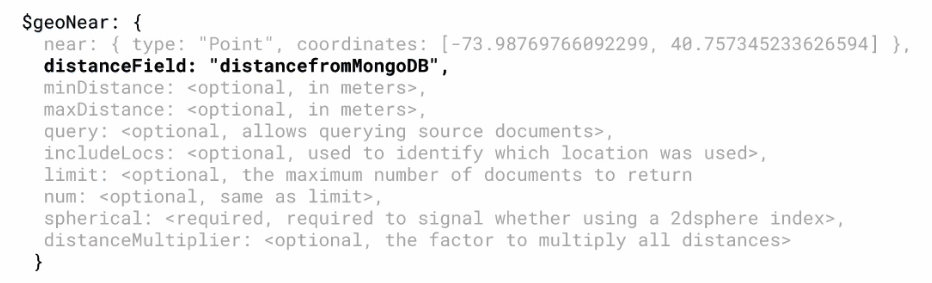 $geoNear: {
near: { type: "Point", coordinates: [-73.98769766092299, 40.757345233626594] },
distanceField: "distancefromMongoDB",
minDistance: <optional, in meters>,
maxDistance: <optional, in meters>,
query: <optional, allows querying source documents>,
includeLocs: <optional, used to identify which location was used>,
limit: <optional, the maximum number of documents to return
num: <optional, same as limit>,
spherical: <required, required to signal whether using a 2dsphere index>,
distanceMultiplier: <optional, the factor to multiply all distances>
}